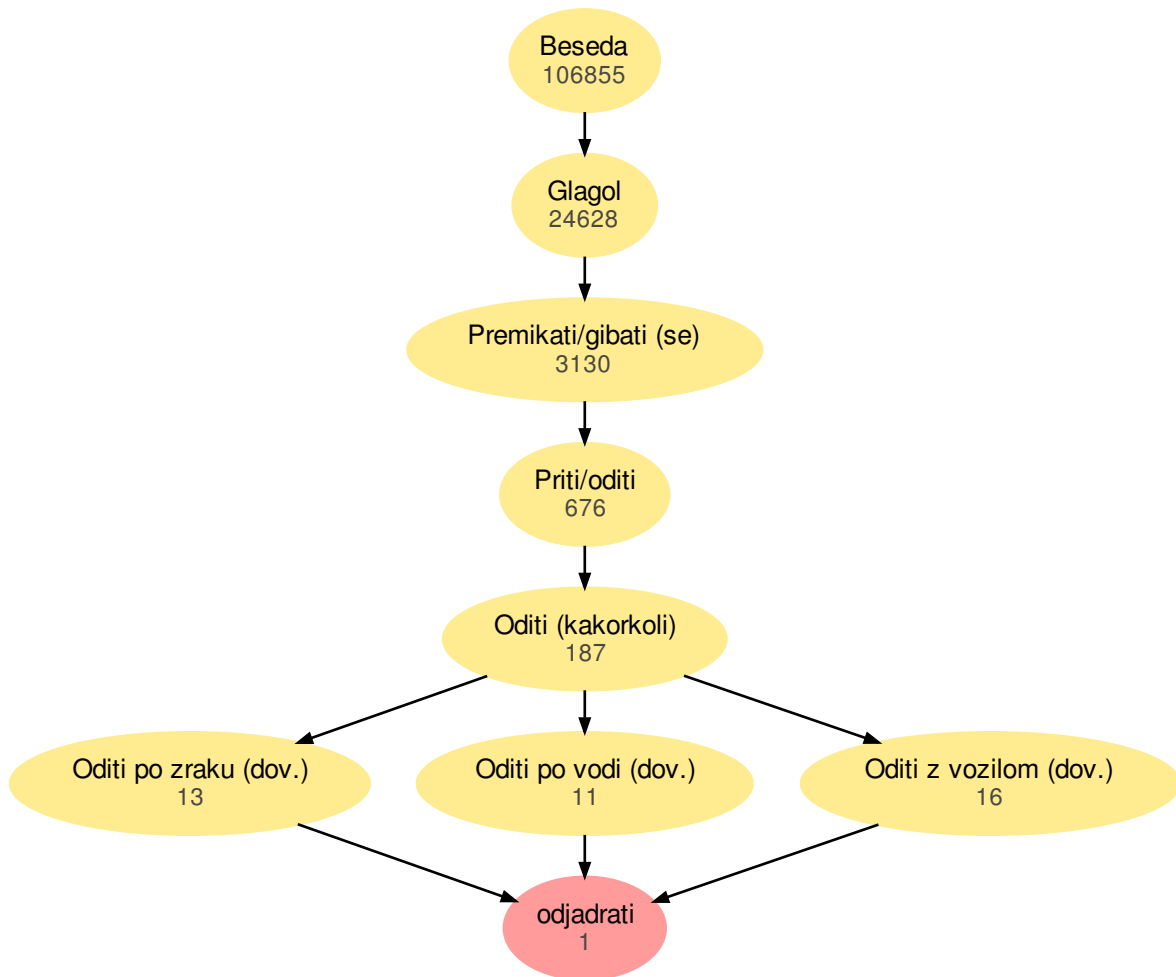 Beseda
106855
Glagol
24628
Premikati/gibati (se)
3130
Priti/oditi
676
Oditi (kakorkoli)
187
Oditi po zraku (dov.)
13
Oditi po vodi (dov.)
11
Oditi z vozilom (dov.)
16
odjadrati
1